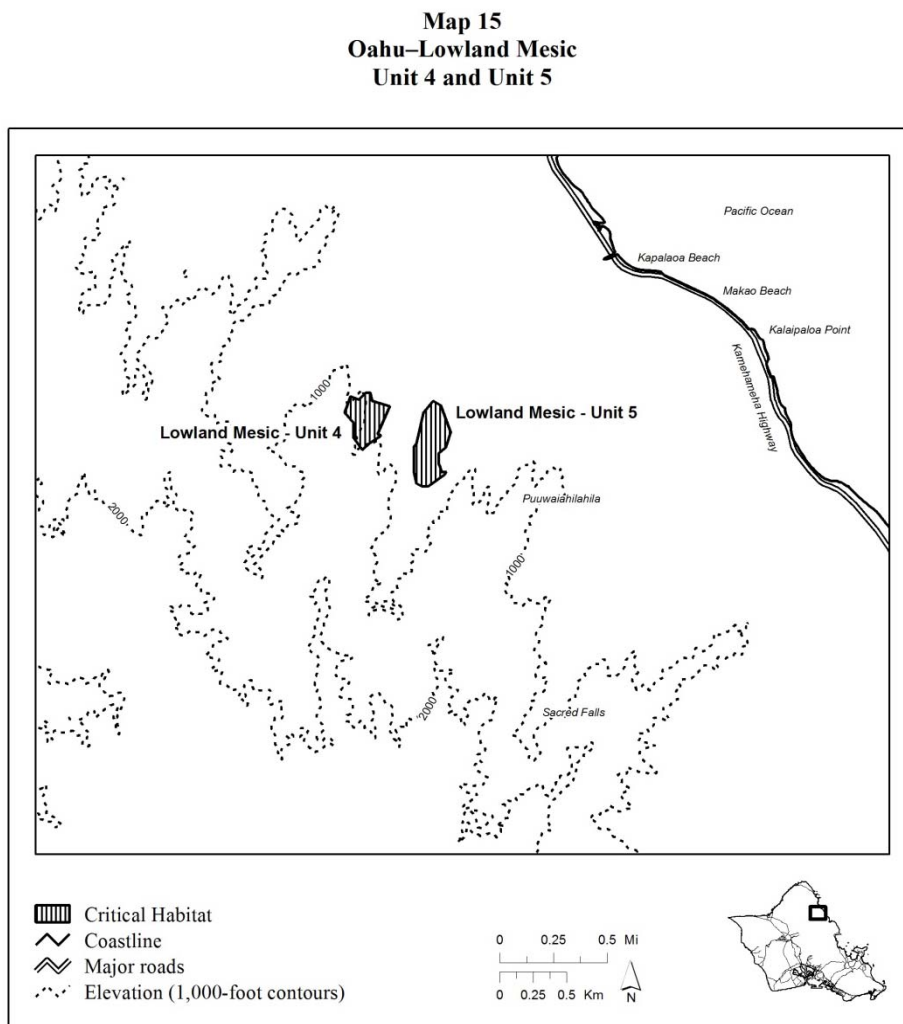 Map 15
Oahu–Lowland Mesic
Unit 4 and Unit 5
Pacific Ocean
Kapalaoa Beach
Makao Beach
Kalaipaloa Point
Kamehameha Highway
1000
Lowland Mesic - Unit 4
Lowland Mesic - Unit 5
2000
Puuwaiahilahila
1000
2000
Sacred Falls
Critical Habitat
Coastline
Major roads
Elevation (1,000-foot contours)
0 0.25 0.5 Mi
0 0.25 0.5 Km
N